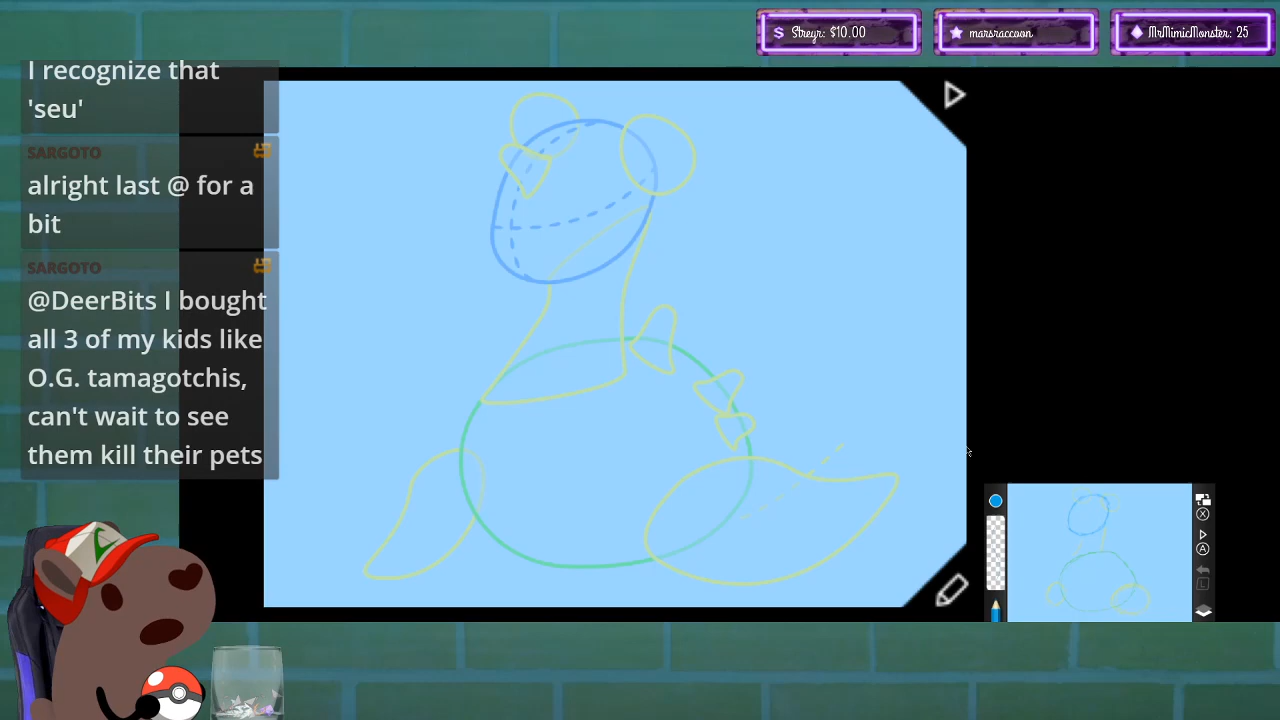 Streyr: $10.00
marsraccoon
MrMimicMonster: 25
I recognize that
'seu'
SARGOTO
alright last @ for a
bit
SARGOTO
@DeerBits I bought
all 3 of my kids like
O.G. tamagotchis,
can't wait to see
them kill their pets
A
L